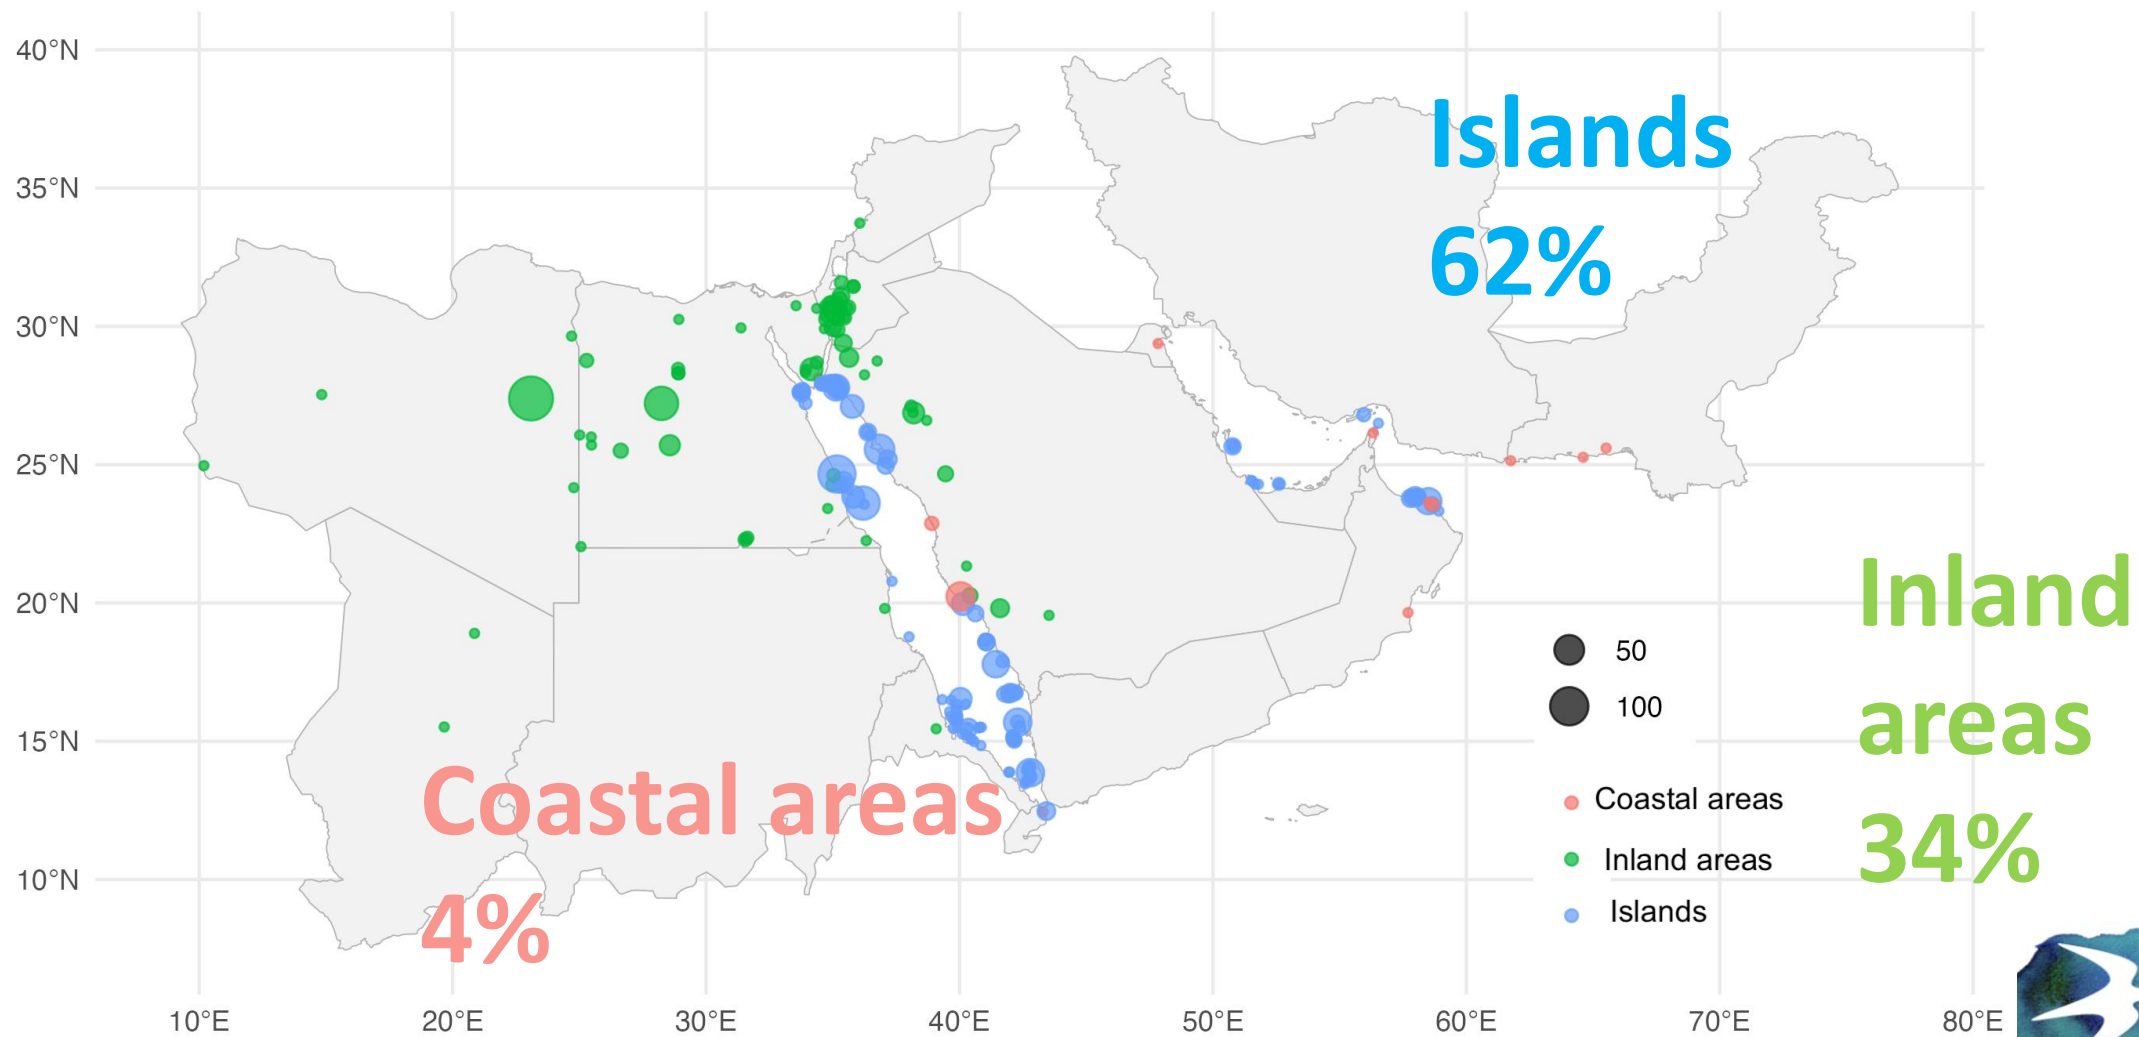 40°N
35°N
30°N
25°N
20°N
15°N
10°N
10°E
20°E
30°E
40°E
50°E
60°E
70°E
80°E
Islands
62%
Inland
areas
34%
Coastal areas
4%
50
100
Coastal areas
Inland areas
Islands